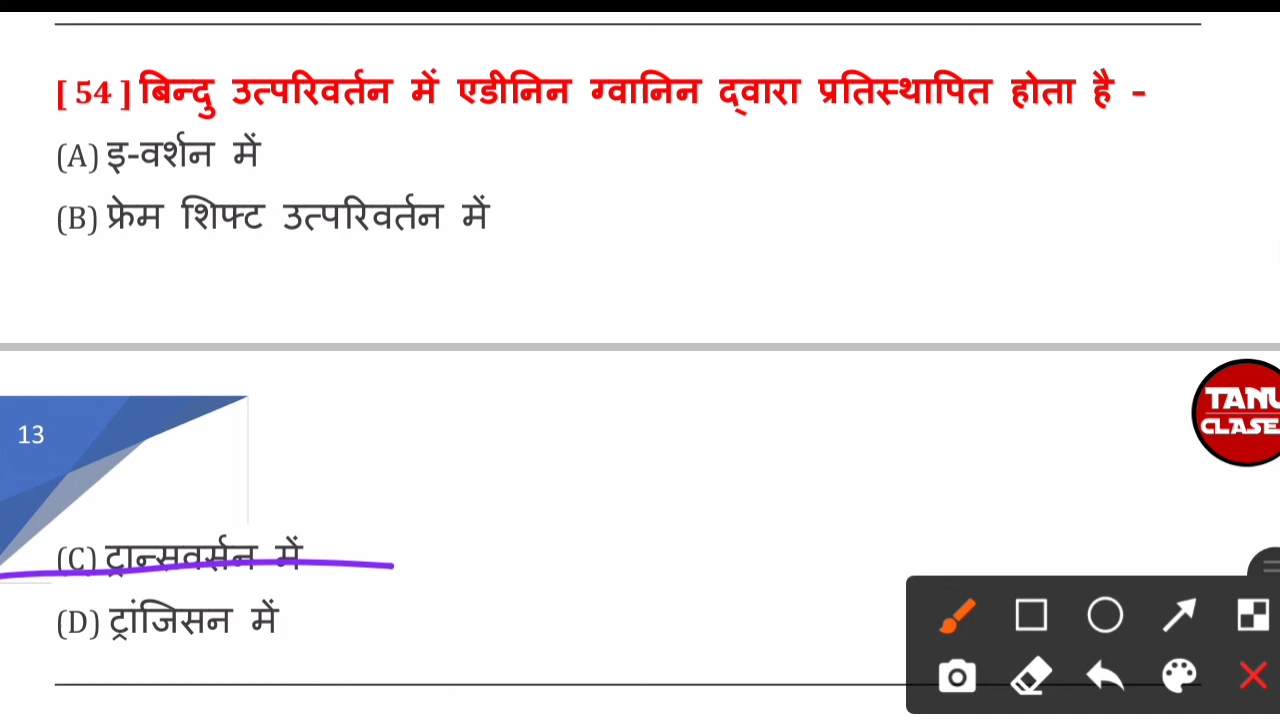 [ 54 ] बिन्दु उत्परिवर्तन में एडीनिन ग्वानिन द्वारा प्रतिस्थापित होता है -
(A) इ-वर्शन में
(B) फ्रेम शिफ्ट उत्परिवर्तन में
TANU
CLASE
13
(C) ट्रान्सवर्सन में
(D) ट्रांजिसन में